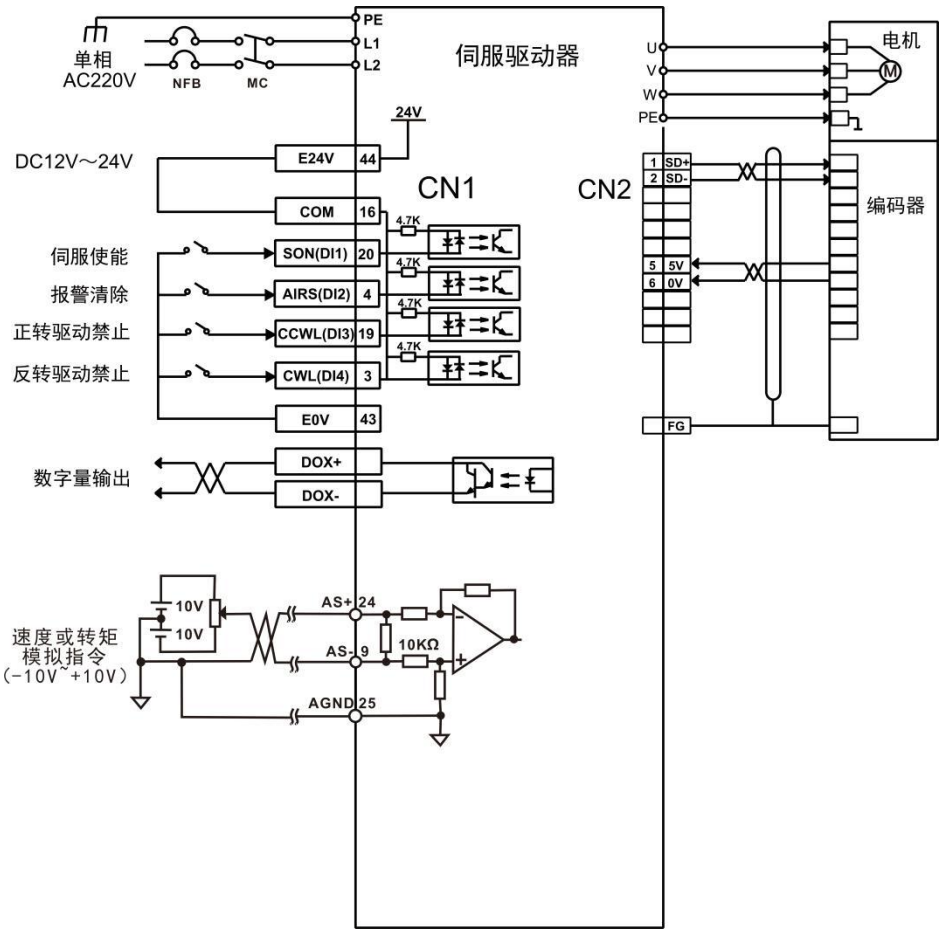 PE
L1
L2
单相
AC220V
NFB
MC
伺服驱动器
U
V
W
PE
电机
M
24V
DC12V～24V
E24V 44
CN1
CN2
COM 16
4.7K
伺服使能
SON(DI1) 20
4.7K
报警清除
AIRS(DI2) 4
4.7K
正转驱动禁止
CCWL(DI3) 19
4.7K
反转驱动禁止
CWL(DI4) 3
E0V 43
1 SD+
2 SD-
5 5V
6 0V
FG
编码器
数字量输出
DOX+
DOX-
10V
10V
速度或转矩
模拟指令
(-10V~+10V)
AS+ 24
AS- 9
10KΩ
AGND 25